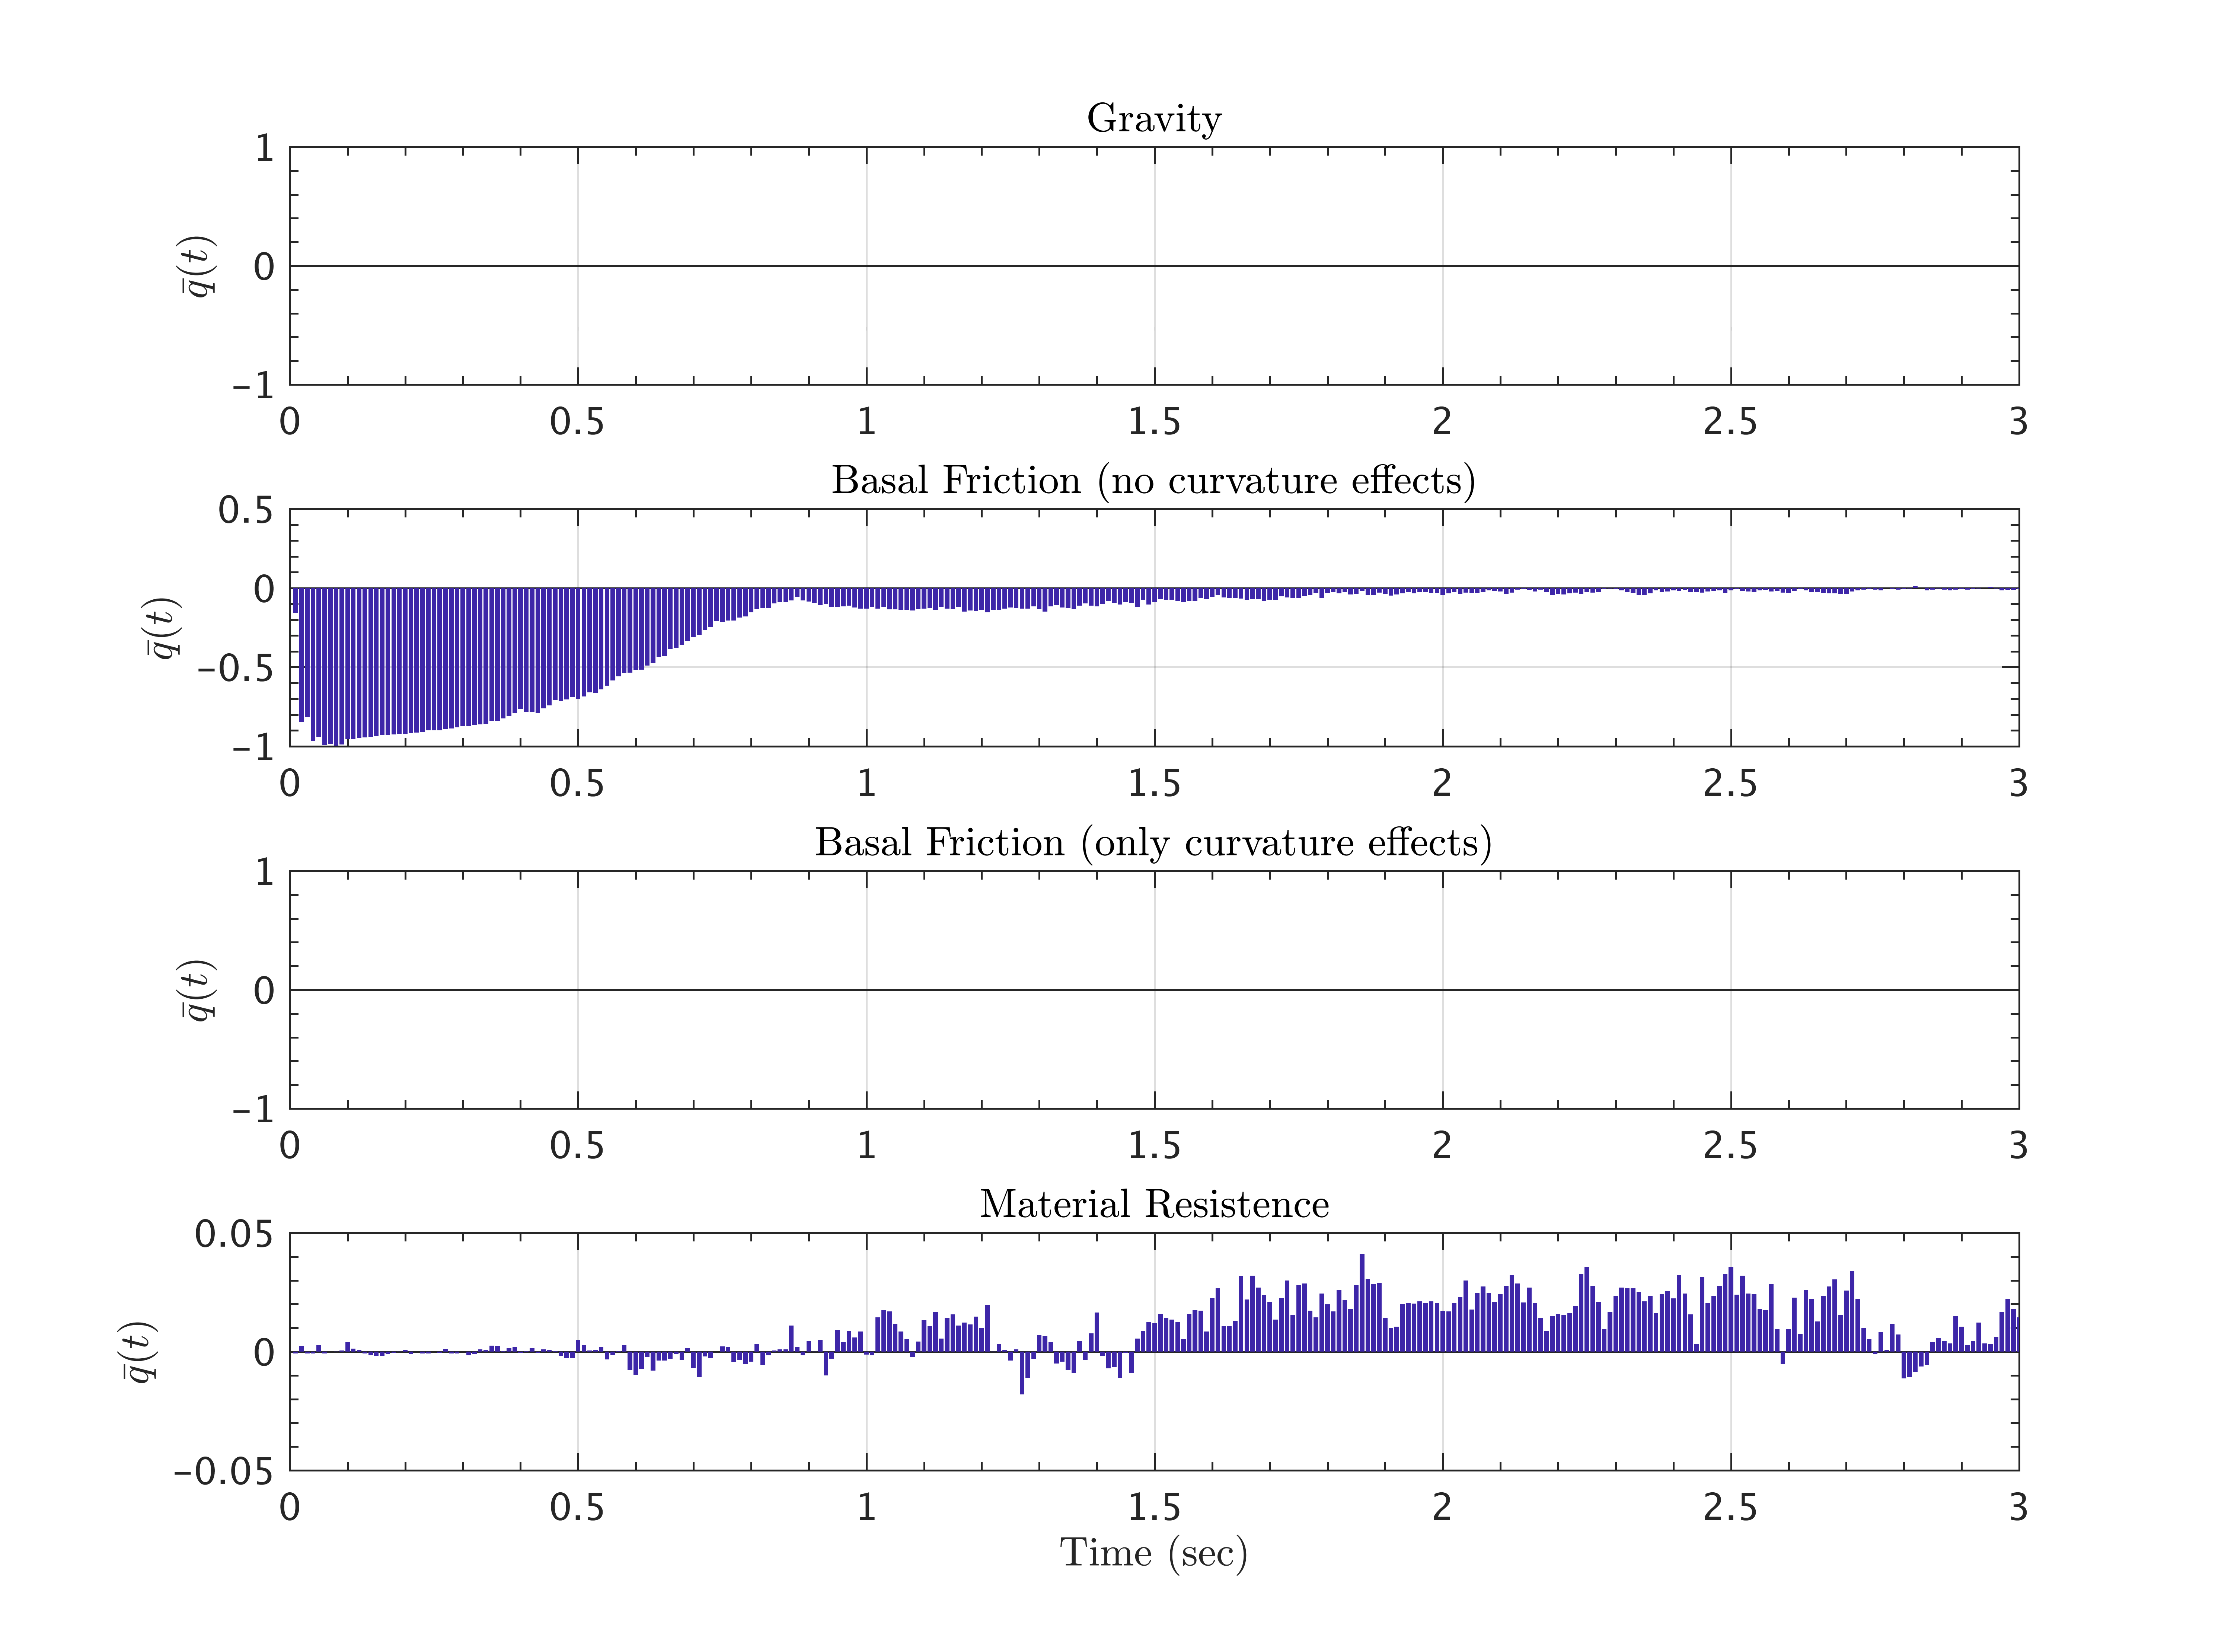 Gravity
1
0
−1
q̄(t)
0 0.5 1 1.5 2 2.5 3
Basal Friction (no curvature effects)
0.5
0
−0.5
−1
q̄(t)
0 0.5 1 1.5 2 2.5 3
Basal Friction (only curvature effects)
1
0
−1
q̄(t)
0 0.5 1 1.5 2 2.5 3
Material Resistence
0.05
0
−0.05
q̄(t)
0 0.5 1 1.5 2 2.5 3
Time (sec)